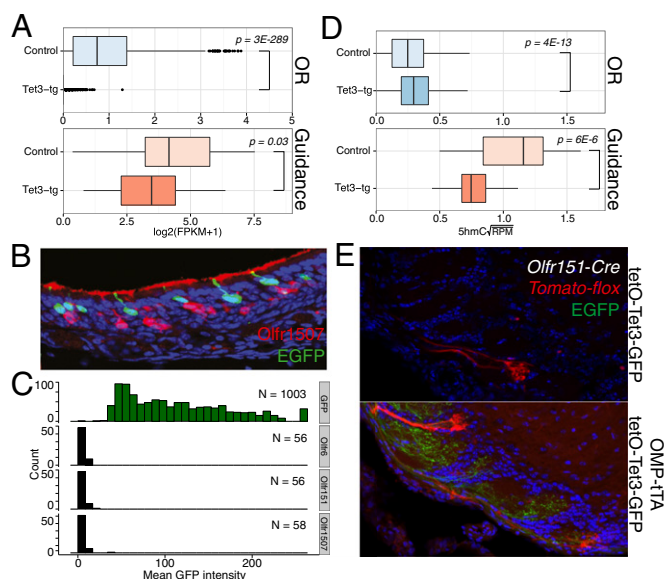 A
Control
Tet3-tg
p = 3E-289
OR
0 1 2 3 4 5
Control
Tet3-tg
p = 0.03
Guidance
0.0 2.5 5.0 7.5
log2(FPKM+1)
D
Control
Tet3-tg
p = 4E-13
OR
0.0 0.5 1.0 1.5
Control
Tet3-tg
p = 6E-6
Guidance
0.0 0.5 1.0 1.5
5hmC√RPM
B
Olfr1507
EGFP
C
Count
100
0
N = 1003
GFP
50
0
N = 56
Olfr6
50
0
N = 56
Olfr151
50
0
N = 58
Olfr1507
0 100 200
Mean GFP intensity
E
Olfr151-Cre
Tomato-flox
EGFP
tetO-Tet3-GFP
OMP-tTA
tetO-Tet3-GFP